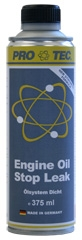 PRO TEC
Engine Oil
Stop Leak
Ölsystem Dicht
e 375 ml
MADE IN GERMANY